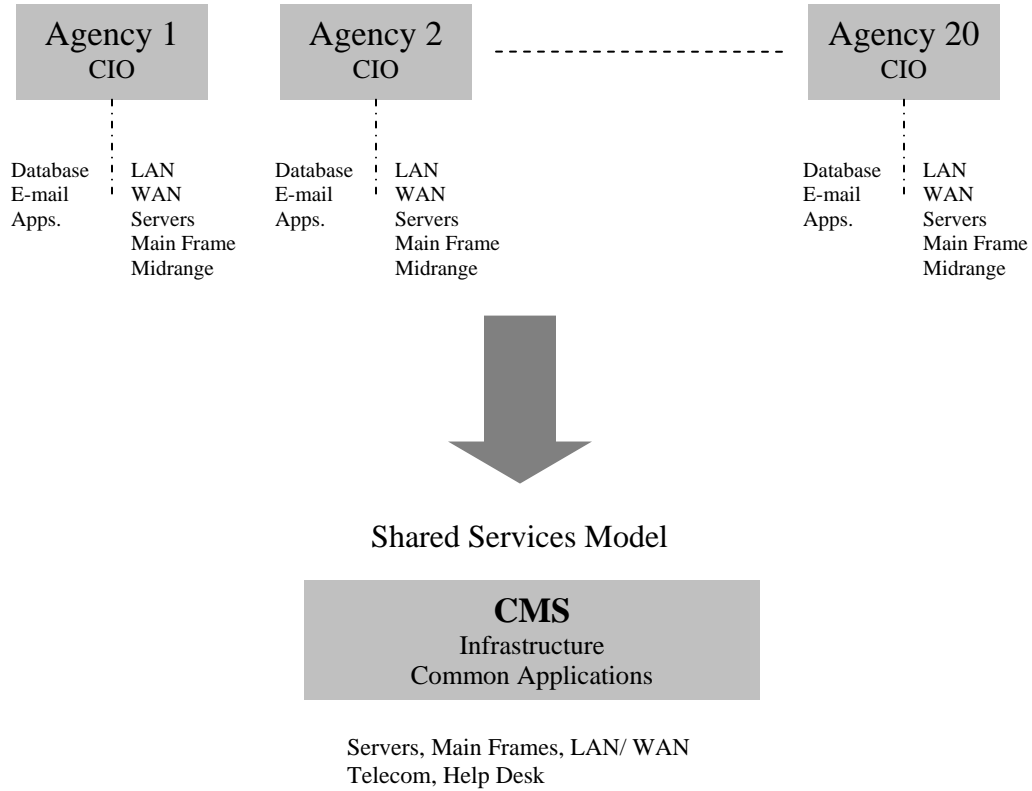 Agency 1
CIO
Agency 2
CIO
Agency 20
CIO
Database
E-mail
Apps.
LAN
WAN
Servers
Main Frame
Midrange
Database
E-mail
Apps.
LAN
WAN
Servers
Main Frame
Midrange
Database
E-mail
Apps.
LAN
WAN
Servers
Main Frame
Midrange
Shared Services Model
CMS
Infrastructure
Common Applications
Servers, Main Frames, LAN/ WAN
Telecom, Help Desk